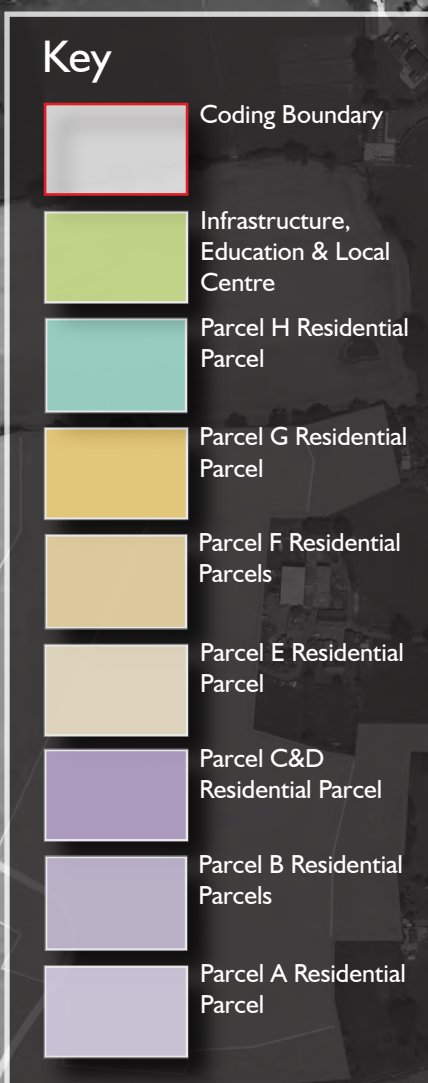 Key
Coding Boundary
Infrastructure,
Education & Local
Centre
Parcel H Residential
Parcel
Parcel G Residential
Parcel
Parcel F Residential
Parcels
Parcel E Residential
Parcel
Parcel C&D
Residential Parcel
Parcel B Residential
Parcels
Parcel A Residential
Parcel